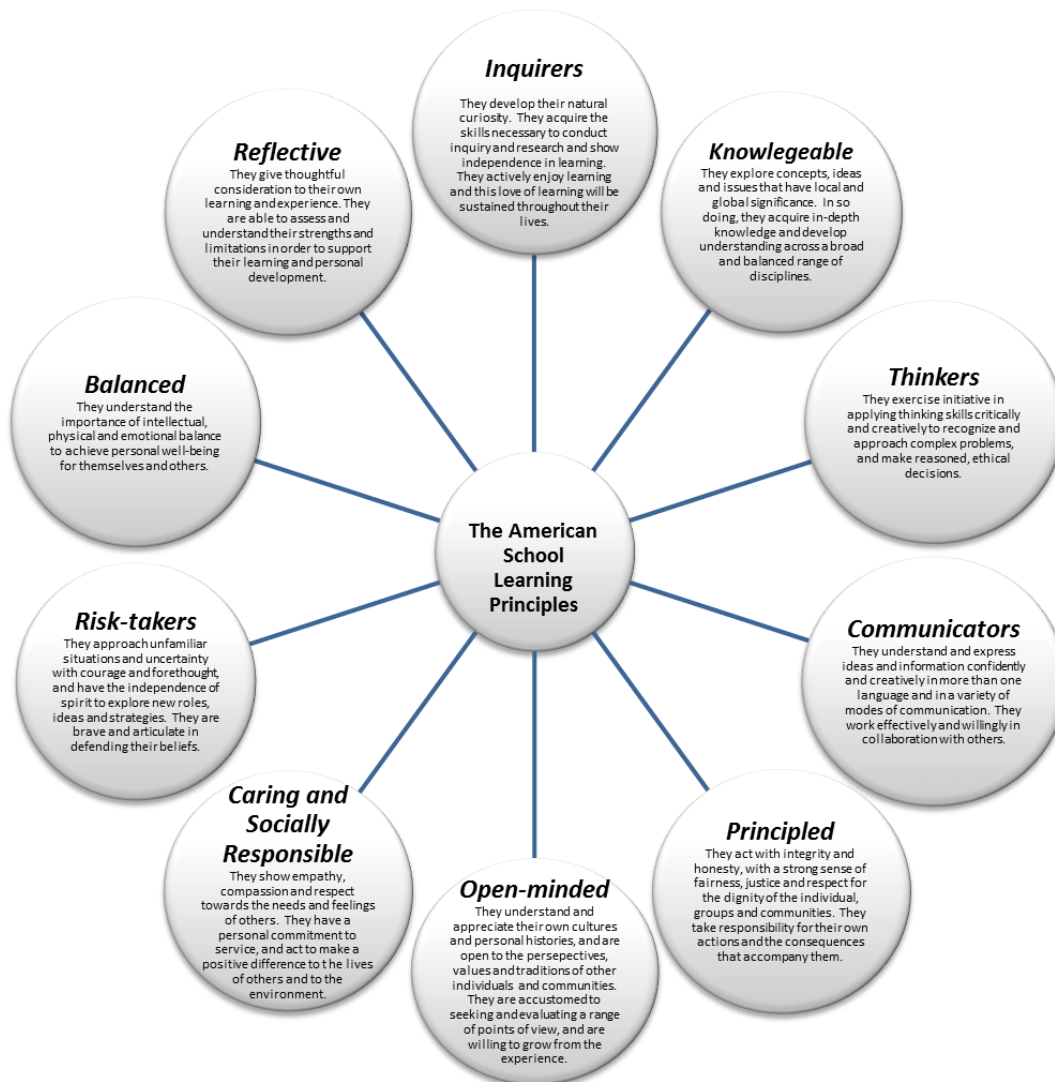 Inquirers
They develop their natural
curiosity. They acquire the
skills necessary to conduct
inquiry and research and show
independence in learning.
They actively enjoy learning
and this love of learning will be
sustained throughout their
lives.
Knowlegeable
They explore concepts, ideas
and issues that have local and
global significance. In so
doing, they acquire in-depth
knowledge and develop
understanding across a broad
and balanced range of
disciplines.
Thinkers
They exercise initiative in
applying thinking skills critically
and creatively to recognize and
approach complex problems,
and make reasoned, ethical
decisions.
Communicators
They understand and express
ideas and information confidently
and creatively in more than one
language and in a variety of
modes of communication. They
work effectively and willingly in
collaboration with others.
Principled
They act with integrity and
honesty, with a strong sense of
fairness, justice and respect for
the dignity of the individual,
groups and communities. They
take responsibility for their own
actions and the consequences
that accompany them.
Open-minded
They understand and
appreciate their own cultures
and personal histories, and are
open to the persepectives,
values and traditions of other
individuals and communities.
They are accustomed to
seeking and evaluating a range
of points of view, and are
willing to grow from the
experience.
Caring and
Socially
Responsible
They show empathy,
compassion and respect
towards the needs and feelings
of others. They have a
personal commitment to
service, and act to make a
positive difference to the lives
of others and to the
environment.
Risk-takers
They approach unfamiliar
situations and uncertainty
with courage and forethought,
and have the independence of
spirit to explore new roles,
ideas and strategies. They are
brave and articulate in
defending their beliefs.
Balanced
They understand the
importance of intellectual,
physical and emotional balance
to achieve personal well-being
for themselves and others.
Reflective
They give thoughtful
consideration to their own
learning and experience. They
are able to assess and
understand their strengths and
limitations in order to support
their learning and personal
development.
The American
School
Learning
Principles